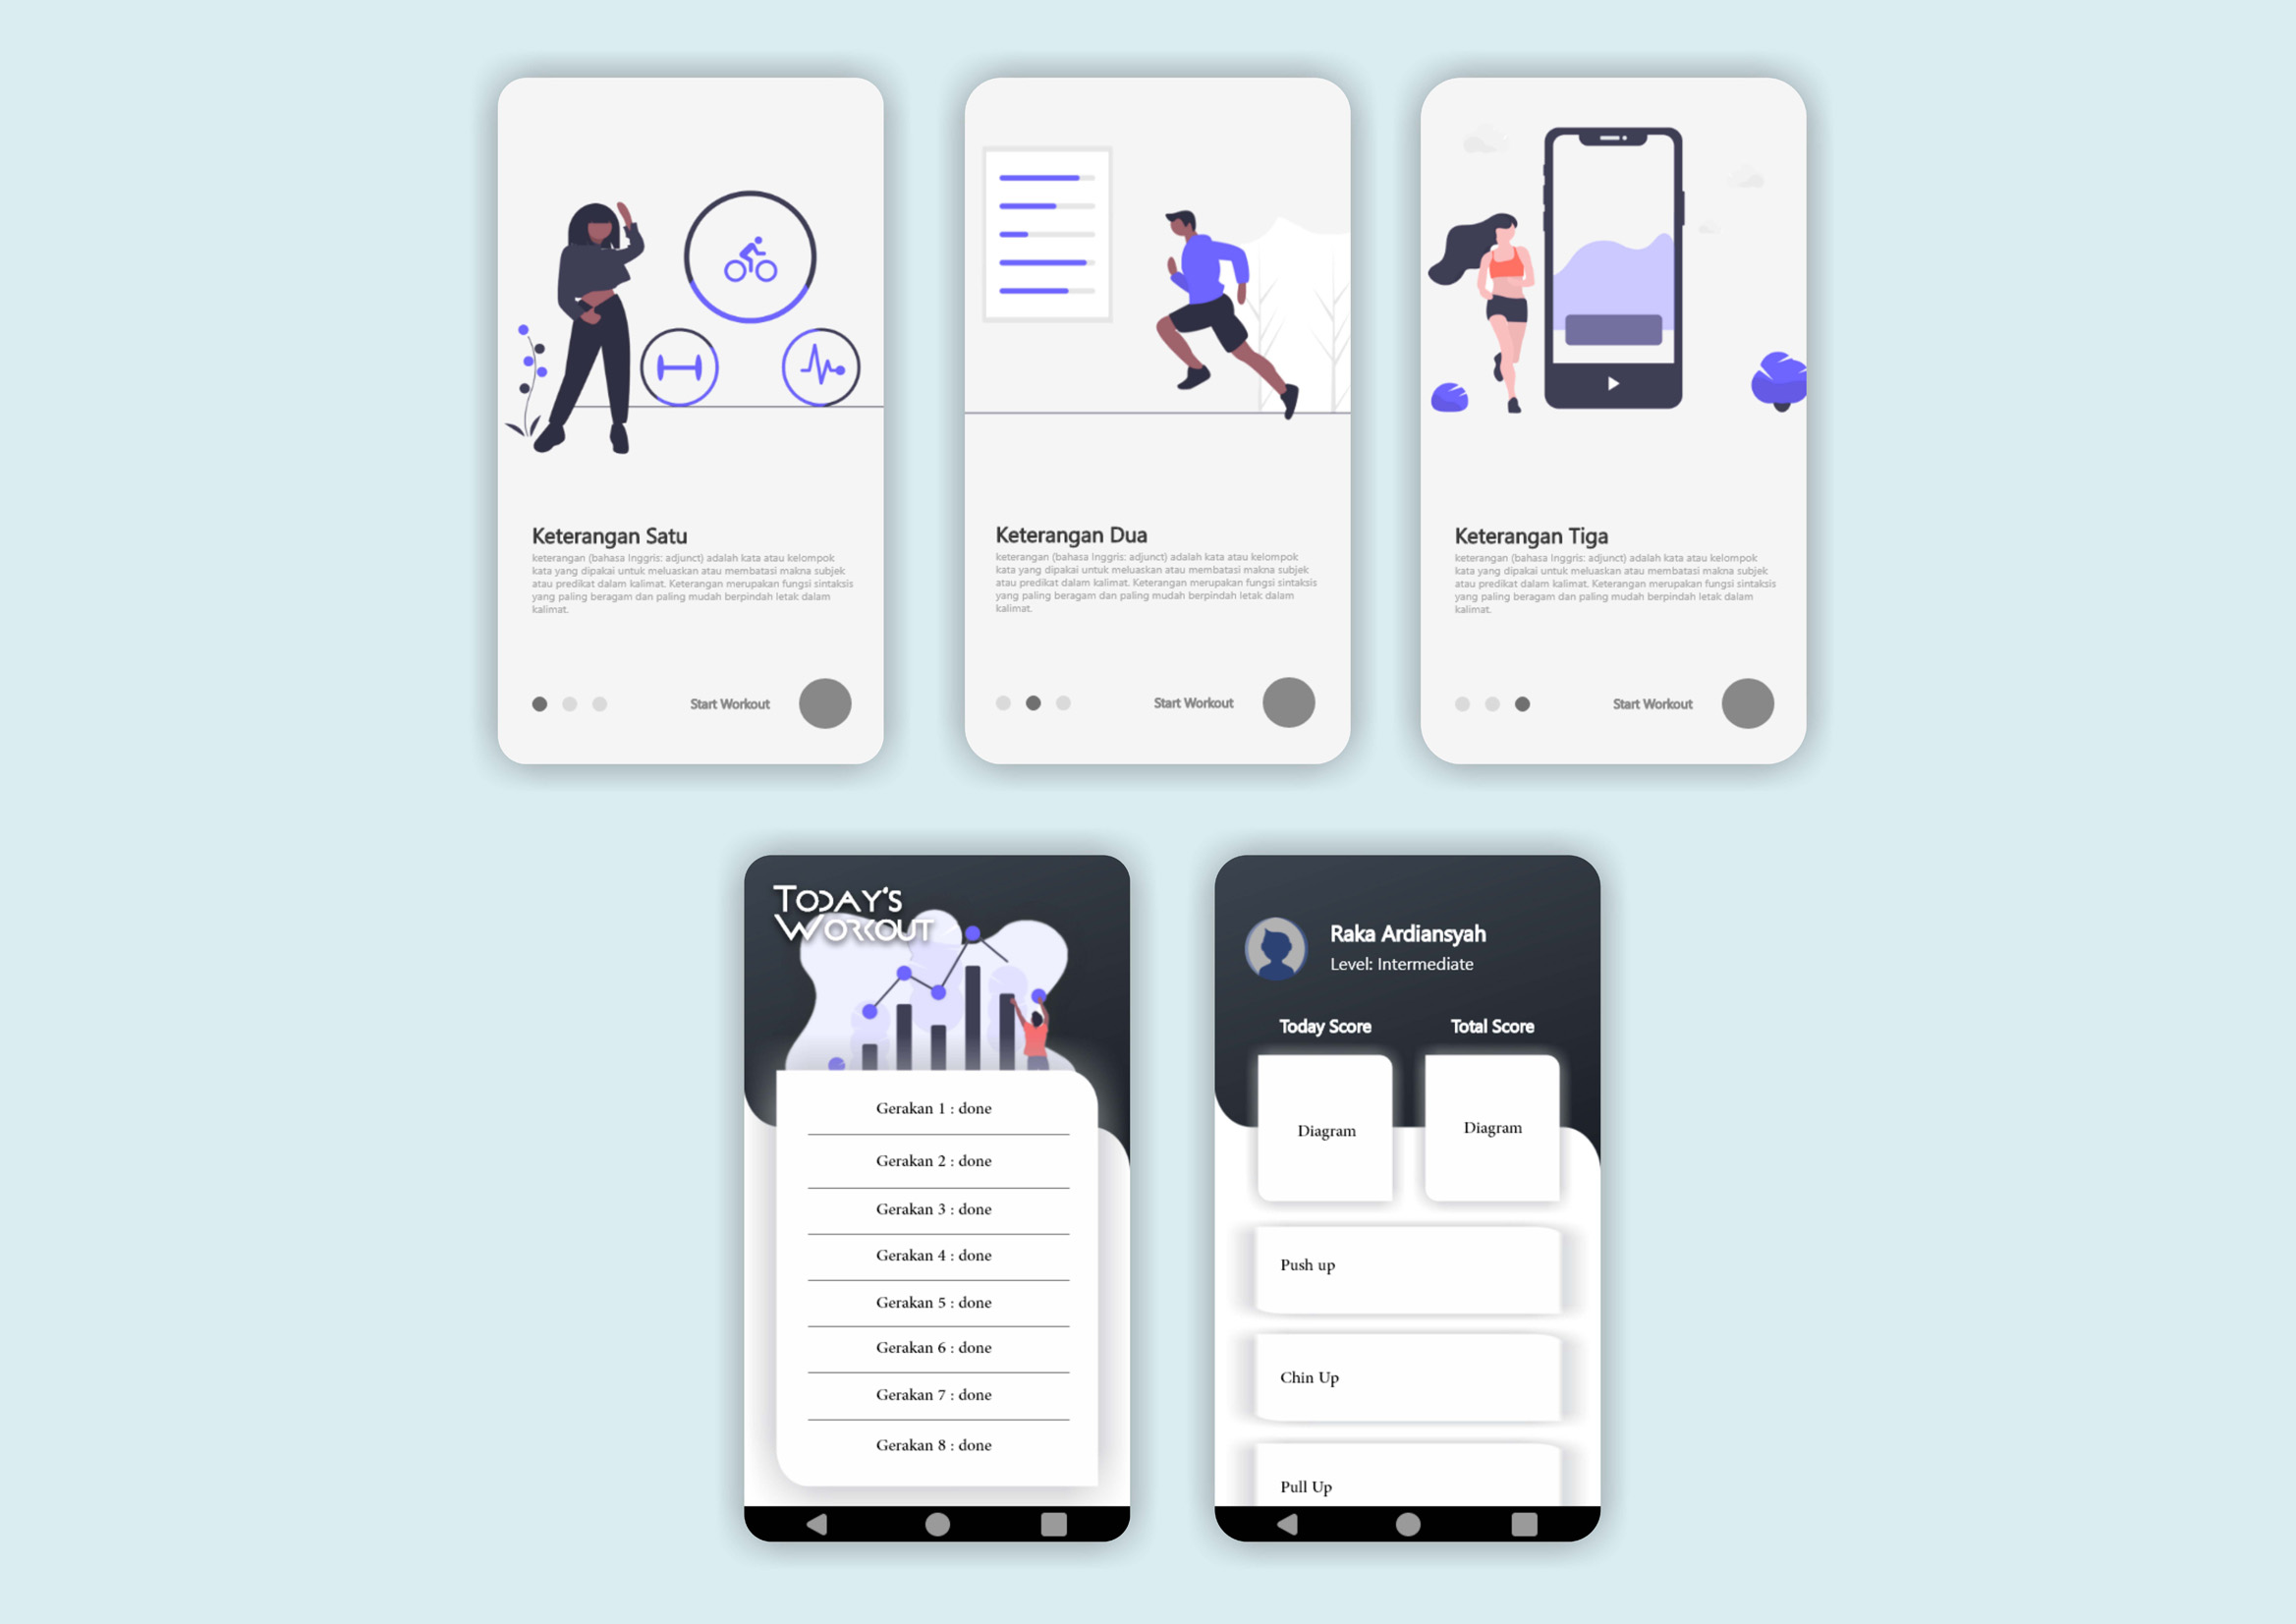 Keterangan Satu
keterangan (bahasa Inggris: adjunct) adalah kata atau kelompok
kata yang dipakai untuk meluaskan atau membatasi makna subjek
atau predikat dalam kalimat. Keterangan merupakan fungsi sintaksis
yang paling beragam dan paling mudah berpindah letak dalam
kalimat.
Start Workout
Keterangan Dua
keterangan (bahasa Inggris: adjunct) adalah kata atau kelompok
kata yang dipakai untuk meluaskan atau membatasi makna subjek
atau predikat dalam kalimat. Keterangan merupakan fungsi sintaksis
yang paling beragam dan paling mudah berpindah letak dalam
kalimat.
Start Workout
Keterangan Tiga
keterangan (bahasa Inggris: adjunct) adalah kata atau kelompok
kata yang dipakai untuk meluaskan atau membatasi makna subjek
atau predikat dalam kalimat. Keterangan merupakan fungsi sintaksis
yang paling beragam dan paling mudah berpindah letak dalam
kalimat.
Start Workout
Today's
Workout
Gerakan 1 : done
Gerakan 2 : done
Gerakan 3 : done
Gerakan 4 : done
Gerakan 5 : done
Gerakan 6 : done
Gerakan 7 : done
Gerakan 8 : done
Raka Ardiansyah
Level: Intermediate
Today Score
Total Score
Diagram
Diagram
Push up
Chin Up
Pull Up